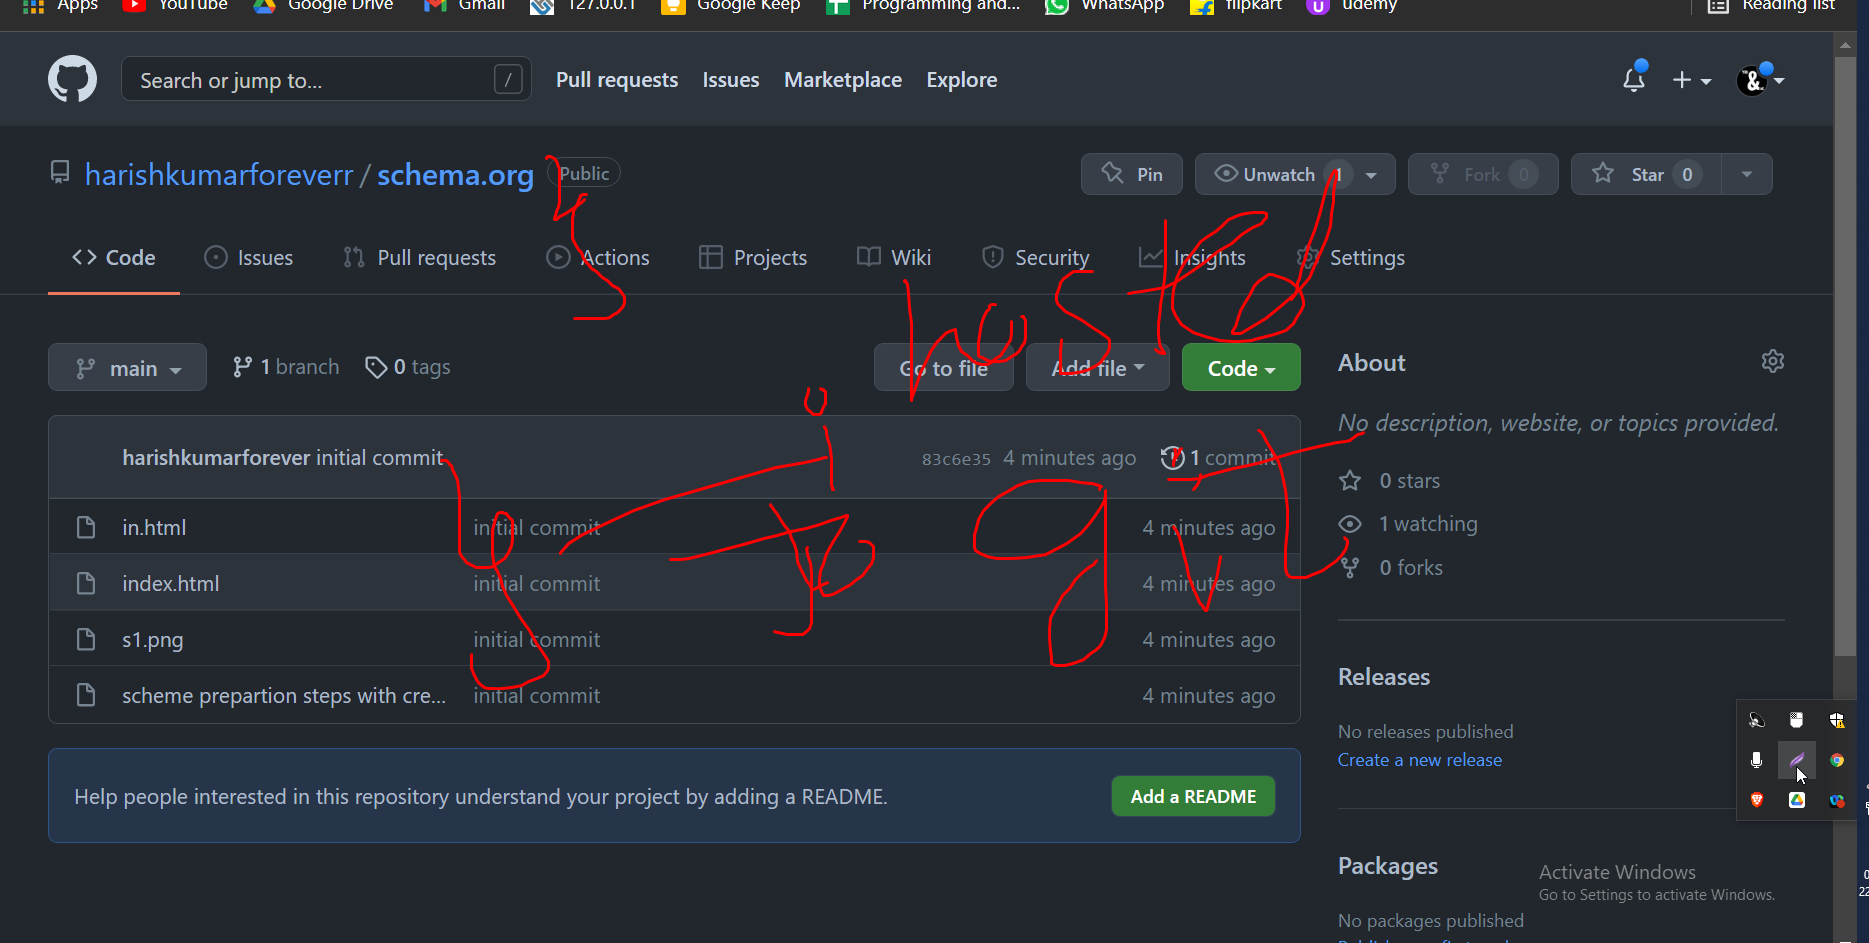 Apps YouTube Google Drive Gmail 127.0.0.1 Google Keep Programming and... WhatsApp flipkart udemy Reading list
Search or jump to... / Pull requests Issues Marketplace Explore
harishkumarforeverr / schema.org Public Pin Unwatch 1 Fork 0 Star 0
Code Issues Pull requests Actions Projects Wiki Security Insights Settings
hosted
main 1 branch 0 tags Go to file Add file Code
About
No description, website, or topics provided.
harishkumarforever initial commit 83c6e35 4 minutes ago 1 commit
0 stars
in.html initial commit 4 minutes ago
1 watching
index.html initial commit 4 minutes ago
0 forks
s1.png initial commit 4 minutes ago
scheme prepartion steps with cre... initial commit 4 minutes ago
Releases
No releases published
Create a new release
Help people interested in this repository understand your project by adding a README. Add a README
Packages
Activate Windows
Go to Settings to activate Windows.
No packages published